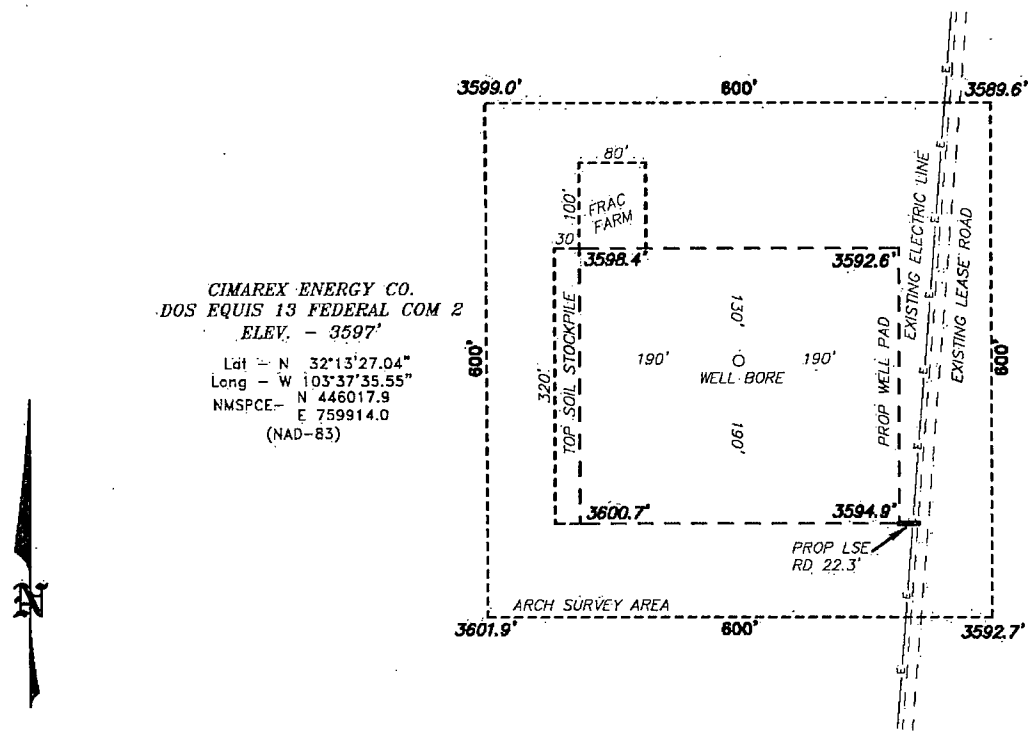 3599.0' 600' 3589.6'
80'
100'
FRAC
FARM
30'
3598.4' 3592.6'
EXISTING ELECTRIC LINE
EXISTING LEASE ROAD
CIMAREX ENERGY CO.
DOS EQUIS 13 FEDERAL COM 2
ELEV. - 3597'
Lat - N 32°13'27.04"
Long - W 103°37'35.55"
NMSPCE- N 446017.9
E 759914.0
(NAD-83)
600'
320'
TOP SOIL STOCKPILE
130'
190' 190'
WELL BORE
190'
PROP WELL PAD
600'
3600.7' 3594.9'
PROP LSE
RD 22.3'
ARCH SURVEY AREA
3601.9' 600' 3592.7'
E
E
E
E
E
E
E
E
N